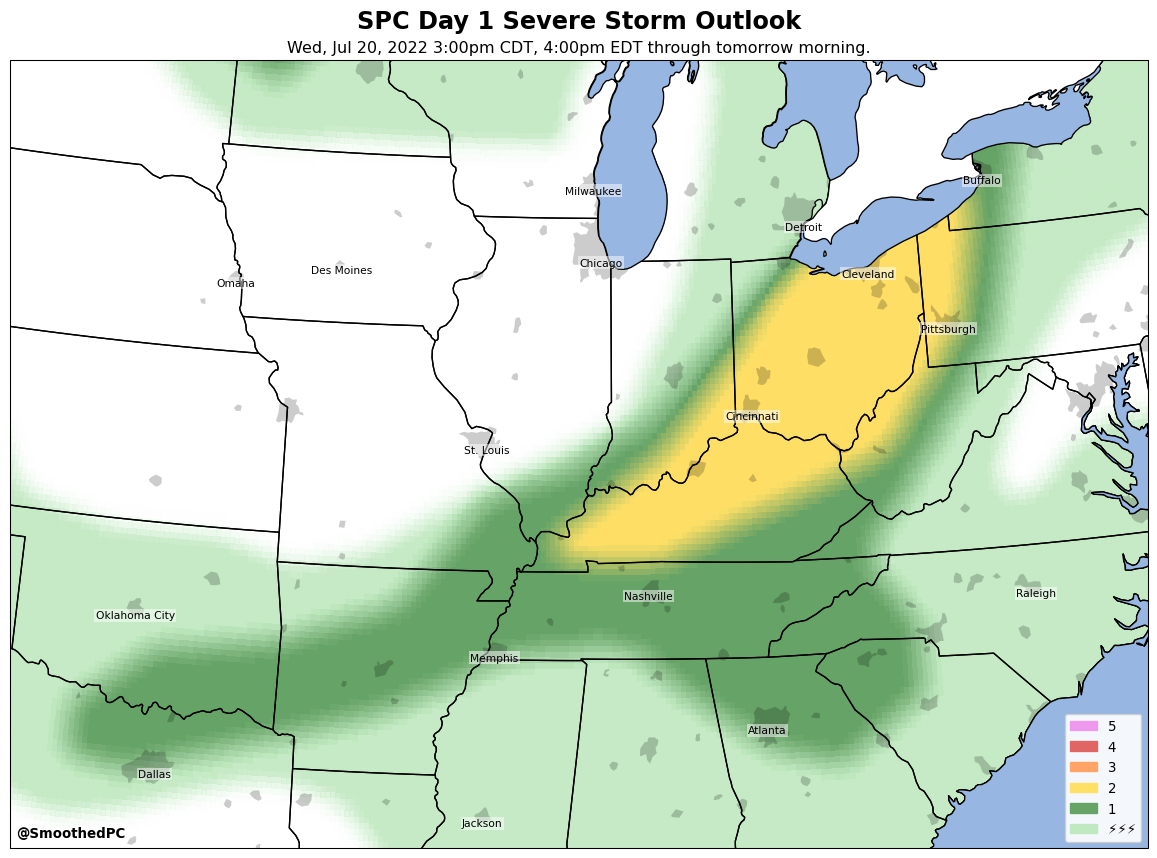 SPC Day 1 Severe Storm Outlook
Wed, Jul 20, 2022 3:00pm CDT, 4:00pm EDT through tomorrow morning.
Buffalo
Milwaukee
Detroit
Chicago
Des Moines
Cleveland
Omaha
Pittsburgh
Cincinnati
St. Louis
Raleigh
Nashville
Oklahoma City
Memphis
Atlanta
Dallas
Jackson
5
4
3
2
1
⚡⚡⚡
@SmoothedPC